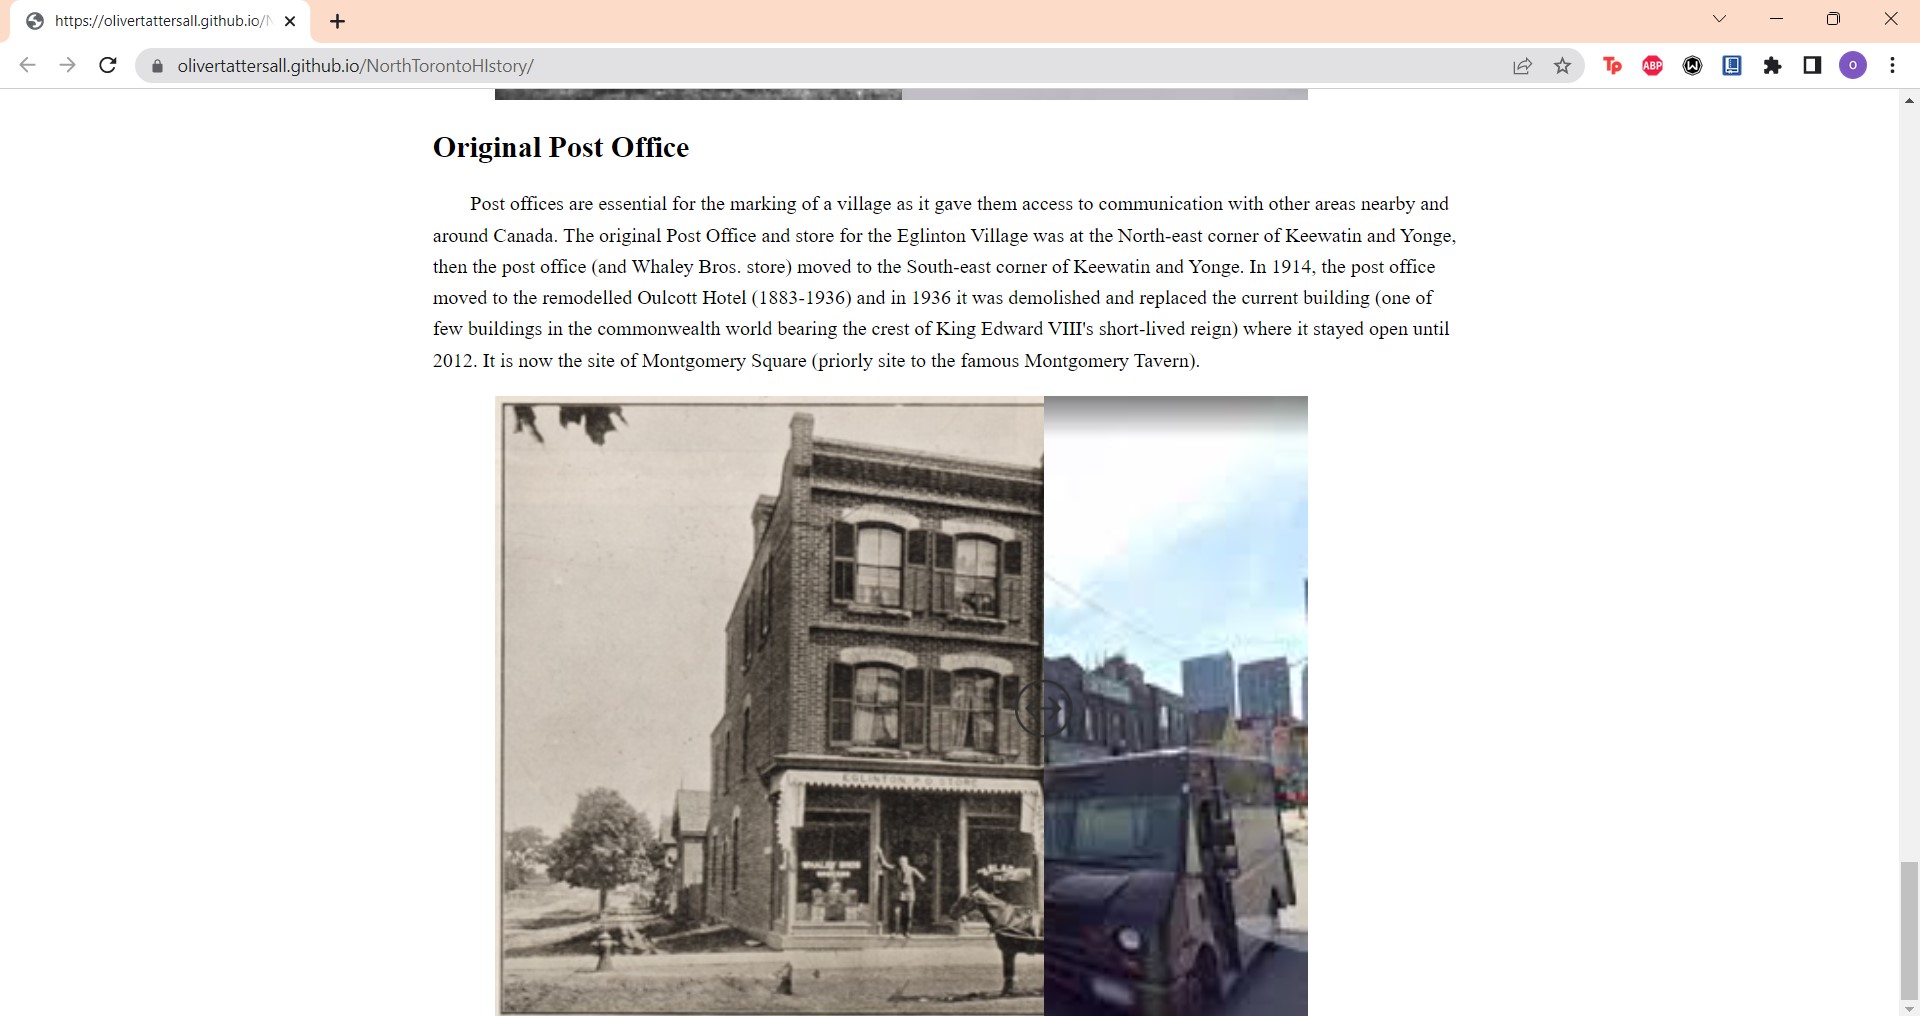 https://olivertattersall.github.io/N
olivertattersall.github.io/NorthTorontoHIstory/
Tp
ABP
W
O
Original Post Office
Post offices are essential for the marking of a village as it gave them access to communication with other areas nearby and
around Canada. The original Post Office and store for the Eglinton Village was at the North-east corner of Keewatin and Yonge,
then the post office (and Whaley Bros. store) moved to the South-east corner of Keewatin and Yonge. In 1914, the post office
moved to the remodelled Oulcott Hotel (1883-1936) and in 1936 it was demolished and replaced the current building (one of
few buildings in the commonwealth world bearing the crest of King Edward VIII's short-lived reign) where it stayed open until
2012. It is now the site of Montgomery Square (priorly site to the famous Montgomery Tavern).
EGLINTON P.O. STORE
WHALEY BROS